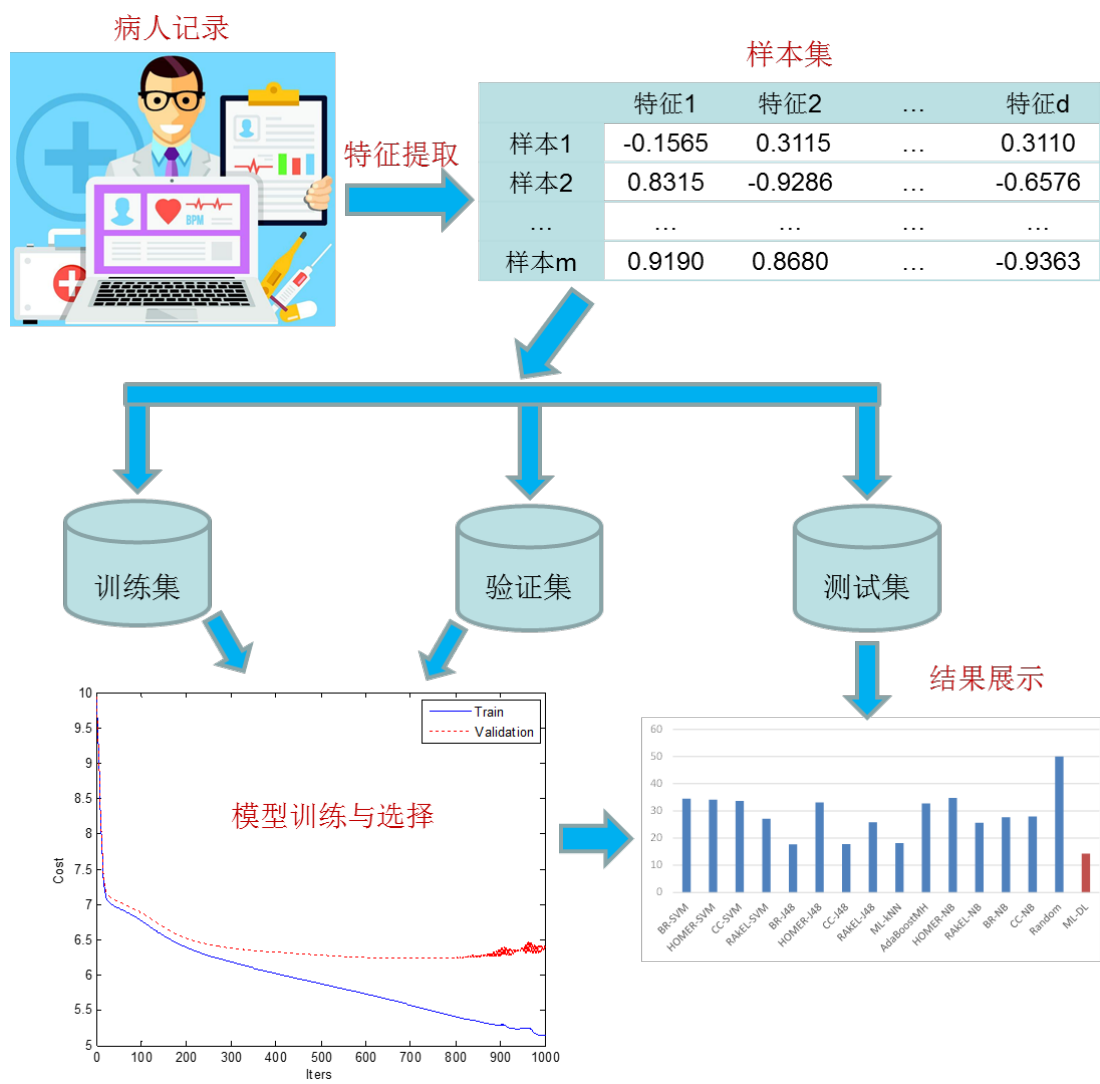 病人记录
BPM
特征提取
样本集
特征1 特征2 … 特征d
样本1 -0.1565 0.3115 … 0.3110
样本2 0.8315 -0.9286 … -0.6576
… … … … …
样本m 0.9190 0.8680 … -0.9363
训练集
验证集
测试集
10
9.5
9
8.5
8
7.5
7
6.5
6
5.5
5
Cost
Train
Validation
模型训练与选择
0 100 200 300 400 500 600 700 800 900 1000
Iters
结果展示
60
50
40
30
20
10
0
BR-SVM
HOMER-SVM
CC-SVM
RAkEL-SVM
BR-J48
HOMER-J48
CC-J48
RAkEL-J48
ML-kNN
AdaBoostMH
HOMER-NB
RAkEL-NB
BR-NB
CC-NB
Random
ML-DL